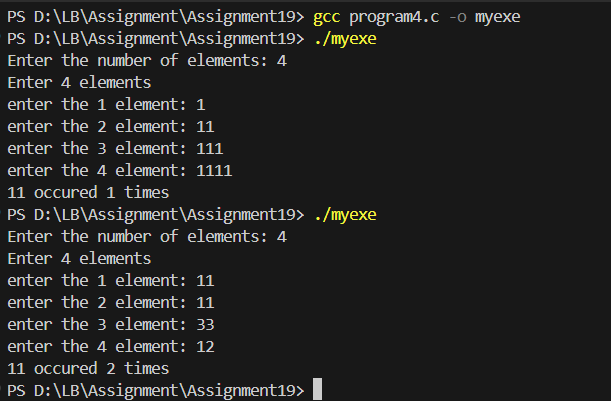 PS D:\LB\Assignment\Assignment19> gcc program4.c -o myexe
PS D:\LB\Assignment\Assignment19> ./myexe
Enter the number of elements: 4
Enter 4 elements
enter the 1 element: 1
enter the 2 element: 11
enter the 3 element: 111
enter the 4 element: 1111
11 occured 1 times
PS D:\LB\Assignment\Assignment19> ./myexe
Enter the number of elements: 4
Enter 4 elements
enter the 1 element: 11
enter the 2 element: 11
enter the 3 element: 33
enter the 4 element: 12
11 occured 2 times
PS D:\LB\Assignment\Assignment19>